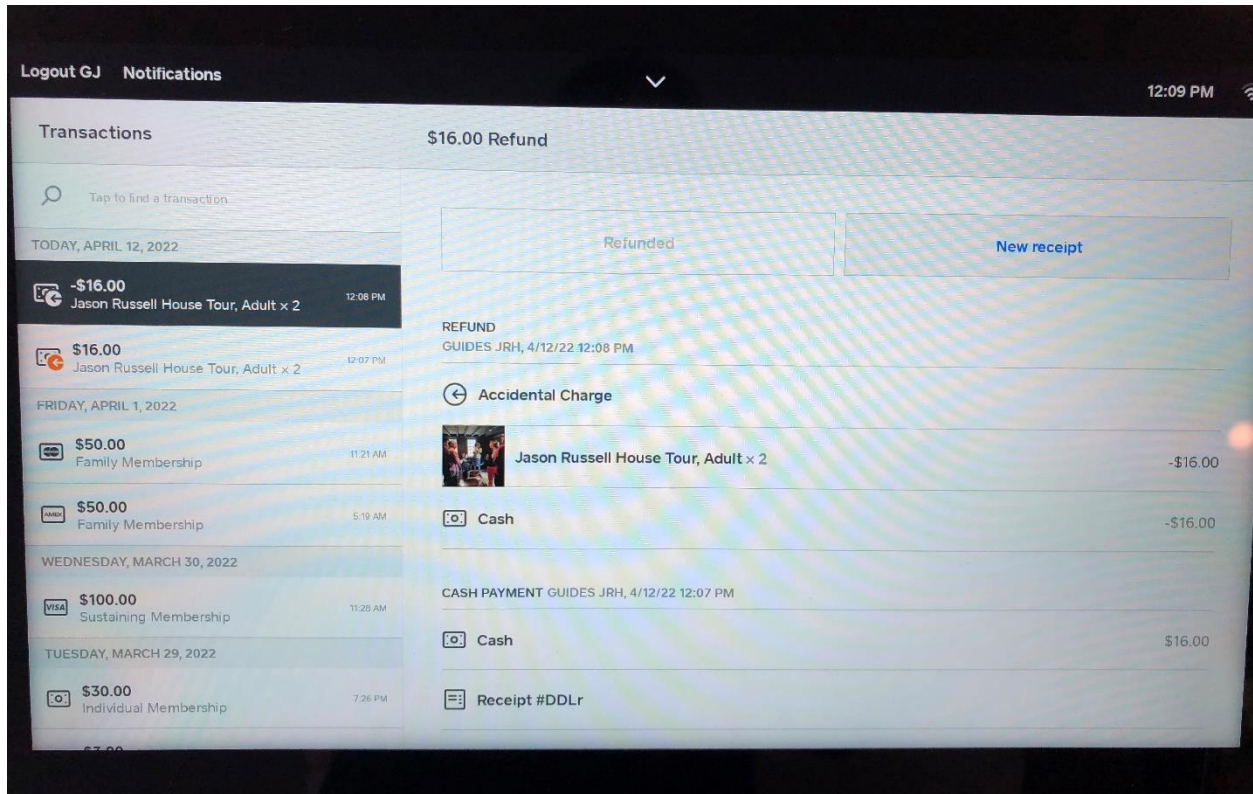 Logout GJ Notifications
12:09 PM
Transactions
$16.00 Refund
Tap to find a transaction
Refunded
New receipt
TODAY, APRIL 12, 2022
-$16.00
Jason Russell House Tour, Adult × 2
12:08 PM
$16.00
Jason Russell House Tour, Adult × 2
12:07 PM
FRIDAY, APRIL 1, 2022
$50.00
Family Membership
11:21 AM
AMEX
$50.00
Family Membership
5:19 AM
WEDNESDAY, MARCH 30, 2022
VISA
$100.00
Sustaining Membership
11:28 AM
TUESDAY, MARCH 29, 2022
$30.00
Individual Membership
7:26 PM
REFUND
GUIDES JRH, 4/12/22 12:08 PM
Accidental Charge
Jason Russell House Tour, Adult × 2
-$16.00
Cash
-$16.00
CASH PAYMENT GUIDES JRH, 4/12/22 12:07 PM
Cash
$16.00
Receipt #DDLr